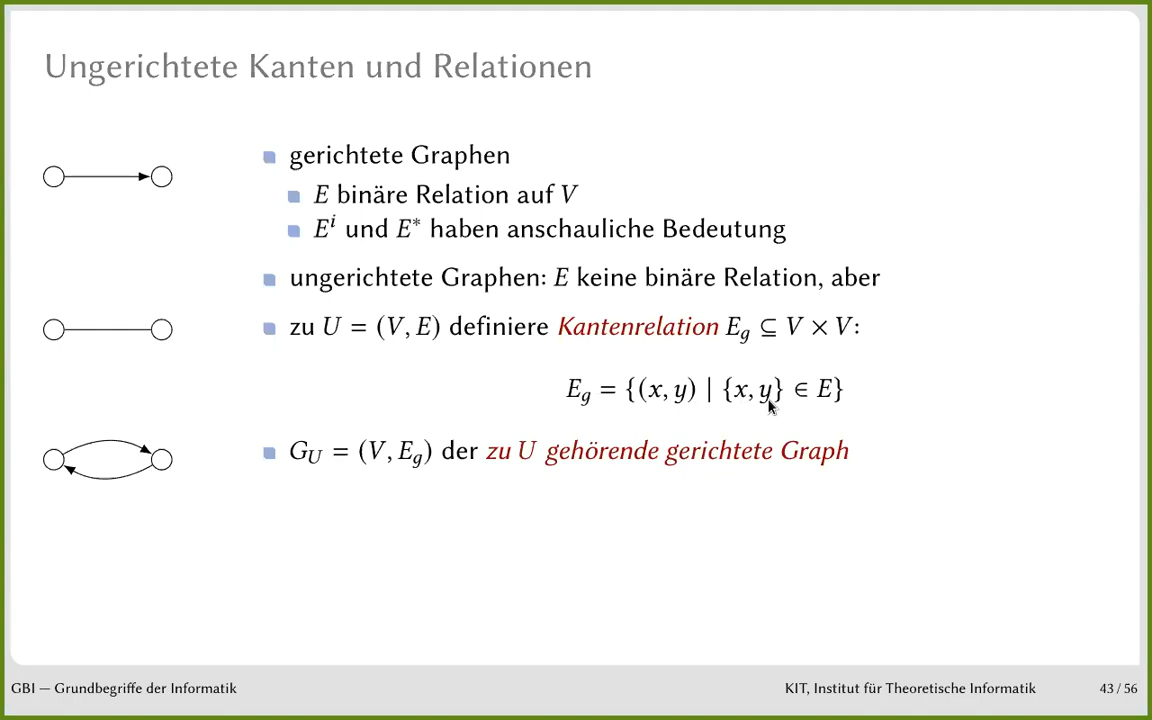 Ungerichtete Kanten und Relationen
gerichtete Graphen
E binäre Relation auf V
Eⁱ und E* haben anschauliche Bedeutung
ungerichtete Graphen: E keine binäre Relation, aber
zu U = (V, E) definiere Kantenrelation E_g ⊆ V × V:
E_g = {(x, y) | {x, y} ∈ E}
G_U = (V, E_g) der zu U gehörende gerichtete Graph
GBI — Grundbegriffe der Informatik
KIT, Institut für Theoretische Informatik
43 / 56